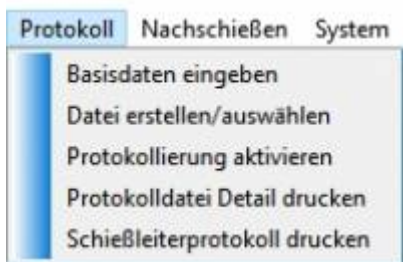 Protokoll Nachschießen System
Basisdaten eingeben
Datei erstellen/auswählen
Protokollierung aktivieren
Protokolldatei Detail drucken
Schießleiterprotokoll drucken